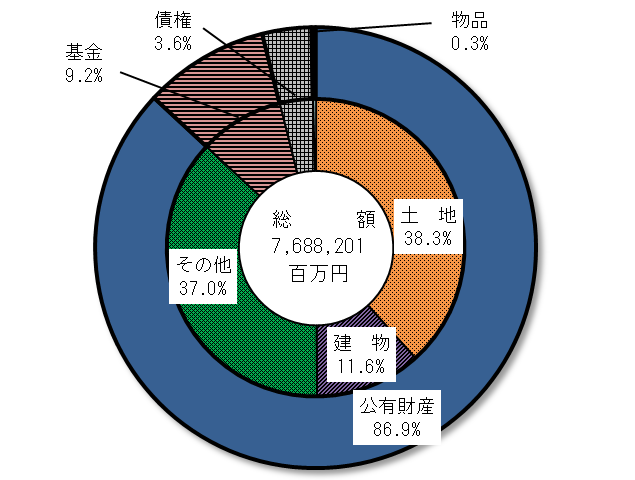 債権
3.6%
物品
0.3%
基金
9.2%
総　額
7,688,201
百万円
土　地
38.3%
その他
37.0%
建　物
11.6%
公有財産
86.9%